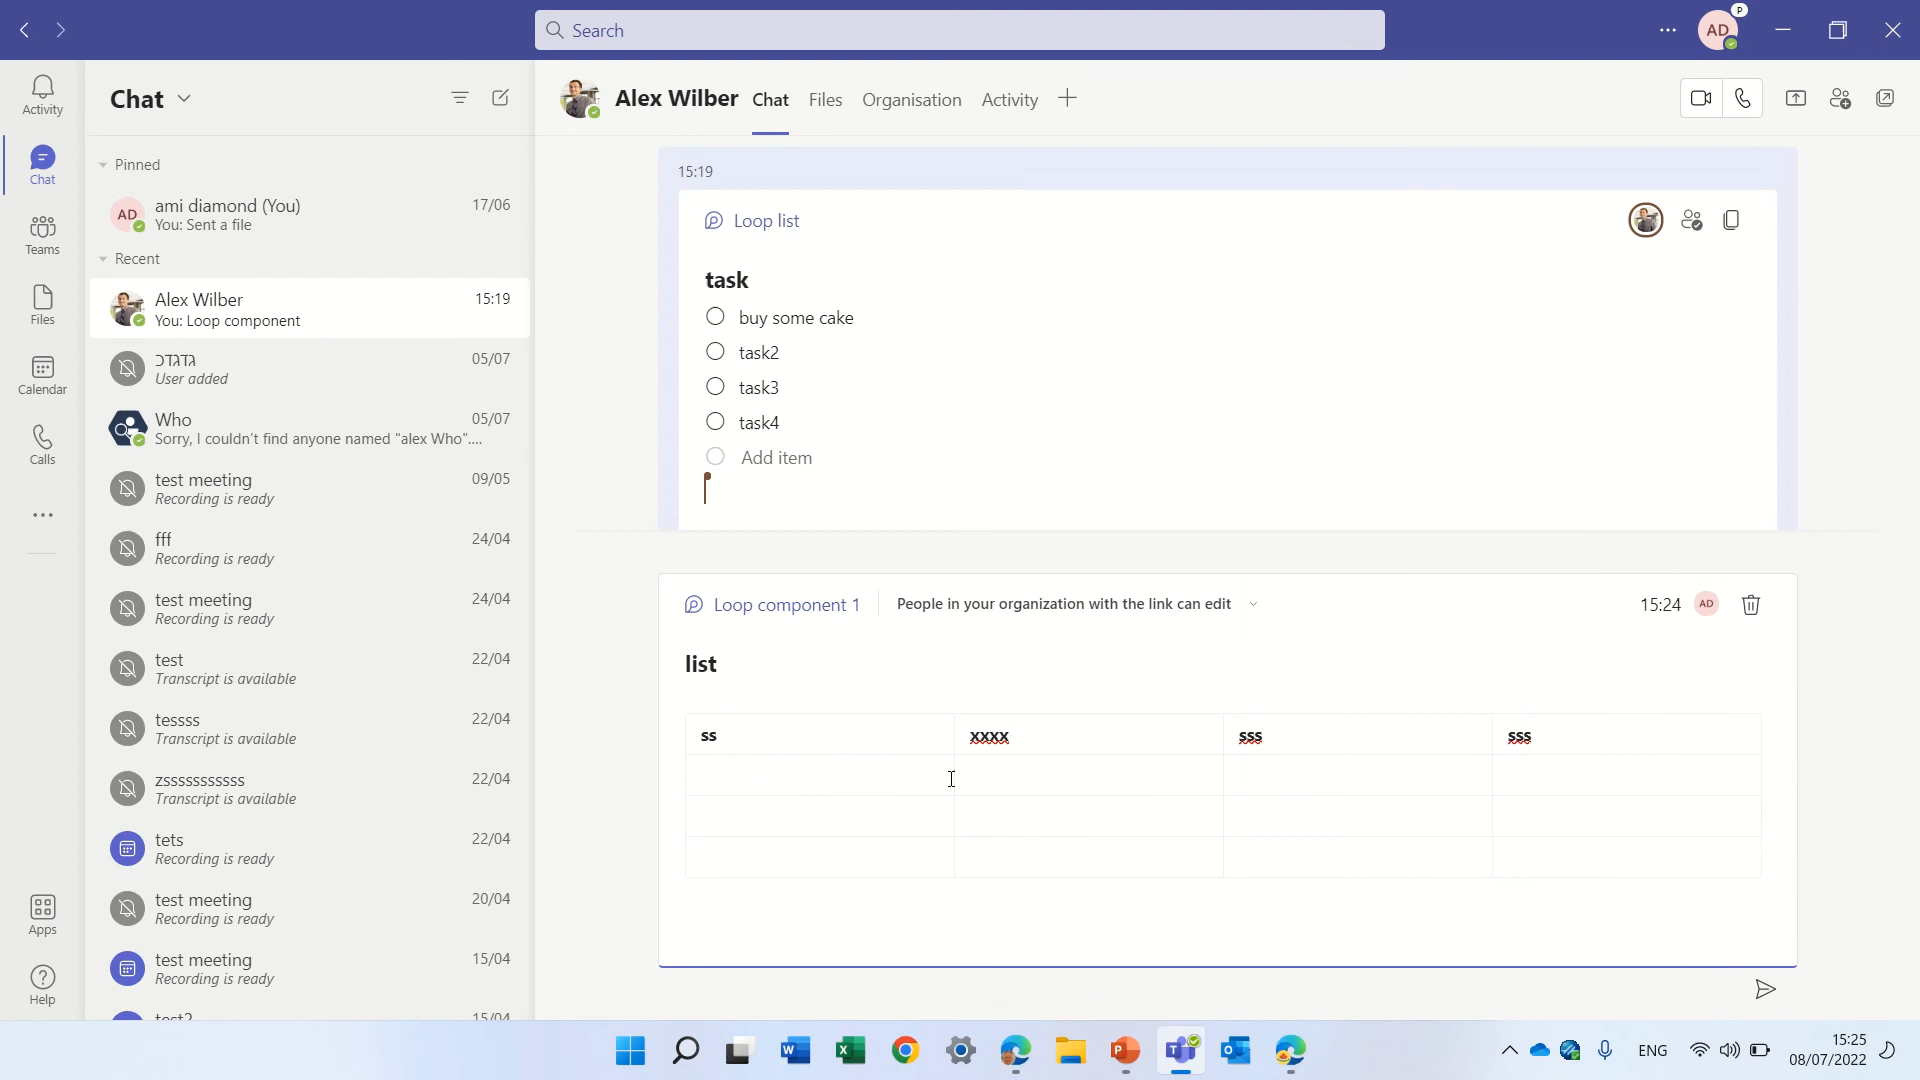 Search
AD
P
Activity
Chat
Teams
Files
Calendar
Calls
Apps
Help
Chat
Pinned
AD
ami diamond (You)
17/06
You: Sent a file
Recent
Alex Wilber
15:19
You: Loop component
גדגדכ
05/07
User added
Who
05/07
Sorry, I couldn't find anyone named "alex Who"....
test meeting
09/05
Recording is ready
fff
24/04
Recording is ready
test meeting
24/04
Recording is ready
test
22/04
Transcript is available
tessss
22/04
Transcript is available
zsssssssssss
22/04
Transcript is available
tets
22/04
Recording is ready
test meeting
20/04
Recording is ready
test meeting
15/04
Recording is ready
test2
15/04
Alex Wilber
Chat
Files
Organisation
Activity
15:19
Loop list
task
buy some cake
task2
task3
task4
Add item
Loop component 1
People in your organization with the link can edit
15:24
AD
list
ss
xxxx
sss
sss
ENG
15:25
08/07/2022